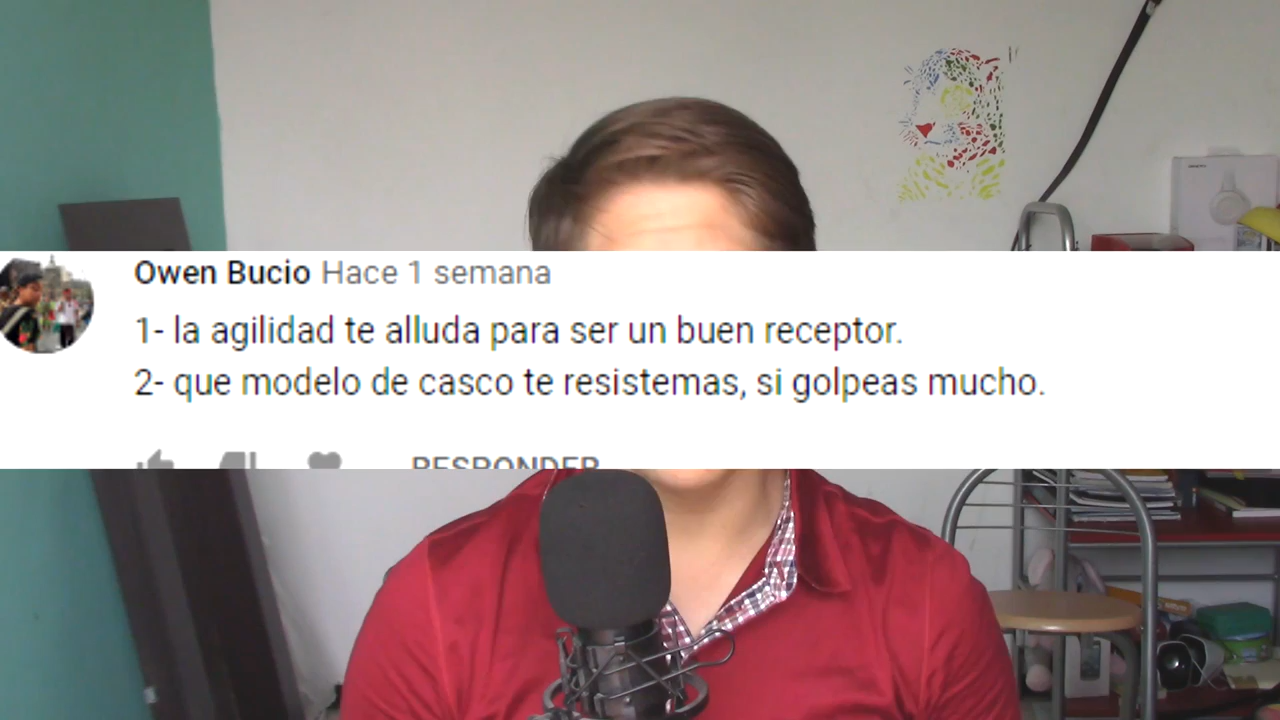 Owen Bucio Hace 1 semana
1- la agilidad te alluda para ser un buen receptor.
2- que modelo de casco te resistemas, si golpeas mucho.
RESPONDER